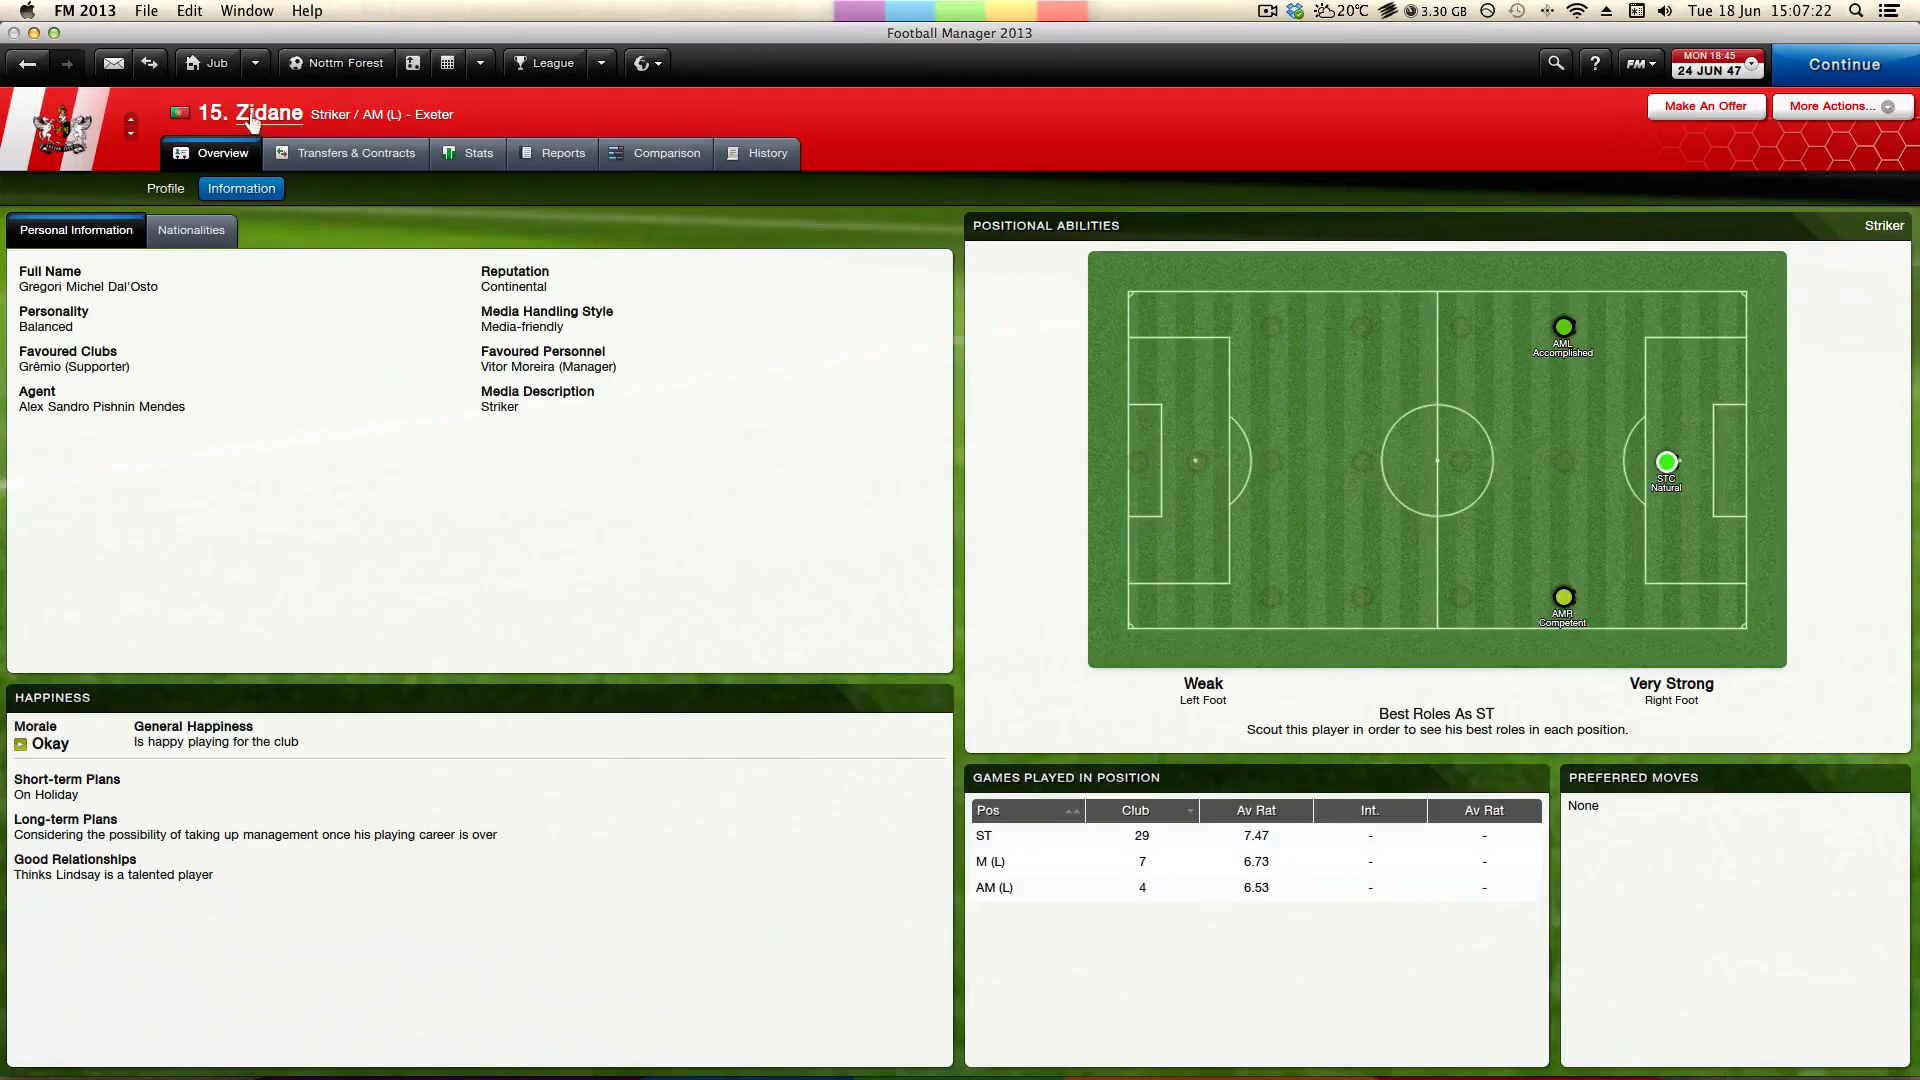 FM 2013 File Edit Window Help
20°C 3.30 GB Tue 18 Jun 15:07:22
Football Manager 2013
Job Nottm Forest League ? FM MON 18:45 24 JUN 47 Continue
15. Zidane Striker / AM (L) - Exeter
Make An Offer More Actions...
Overview Transfers & Contracts Stats Reports Comparison History
Profile Information
Personal Information Nationalities
Full Name
Gregori Michel Dal'Osto
Personality
Balanced
Favoured Clubs
Grêmio (Supporter)
Agent
Alex Sandro Pishnin Mendes
Reputation
Continental
Media Handling Style
Media-friendly
Favoured Personnel
Vitor Moreira (Manager)
Media Description
Striker
POSITIONAL ABILITIES Striker
AML
Accomplished
STC
Natural
AMR
Competent
Weak
Left Foot
Very Strong
Right Foot
Best Roles As ST
Scout this player in order to see his best roles in each position.
HAPPINESS
Morale
Okay
General Happiness
Is happy playing for the club
Short-term Plans
On Holiday
Long-term Plans
Considering the possibility of taking up management once his playing career is over
Good Relationships
Thinks Lindsay is a talented player
GAMES PLAYED IN POSITION
Pos Club Av Rat Int. Av Rat
ST 29 7.47 - -
M (L) 7 6.73 - -
AM (L) 4 6.53 - -
PREFERRED MOVES
None